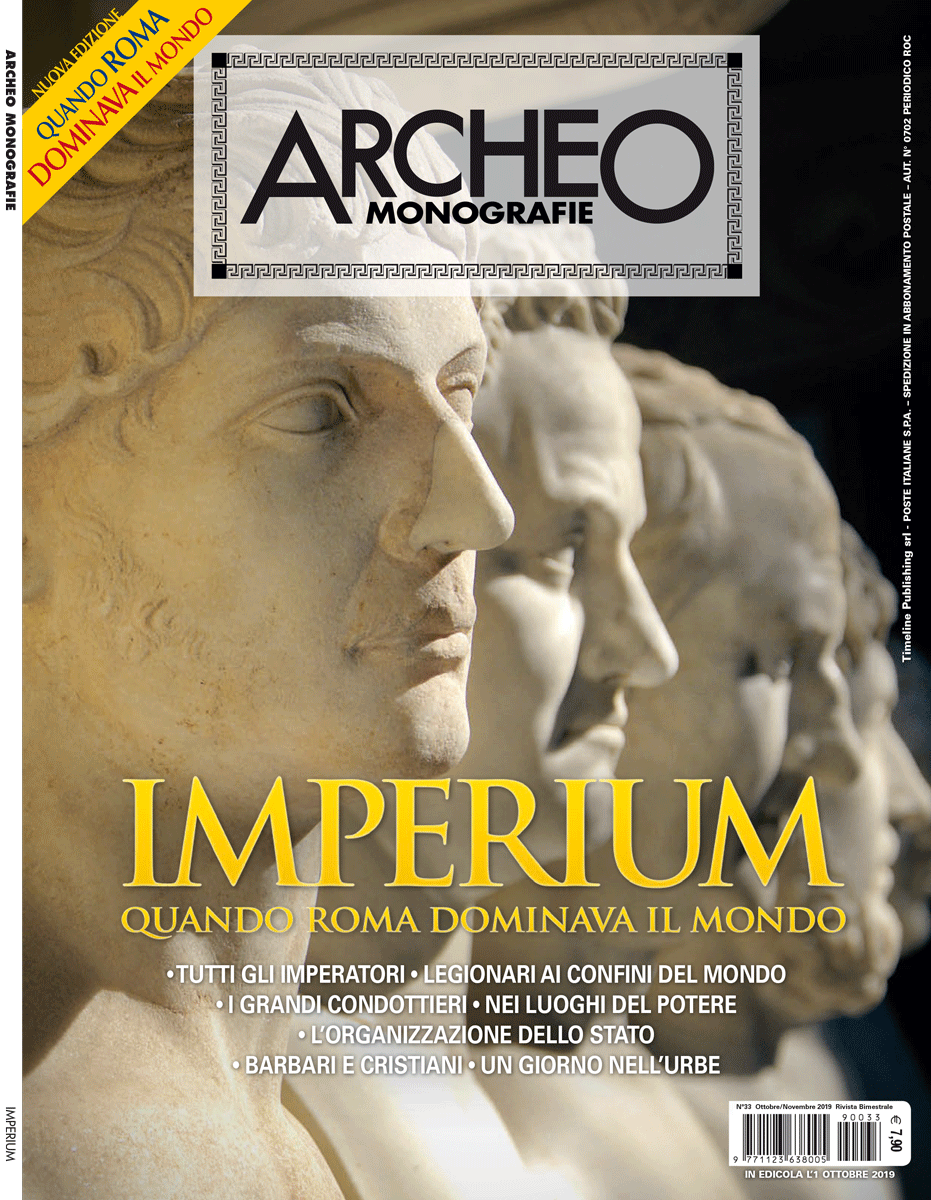 NUOVA EDIZIONE
QUANDO ROMA
DOMINAVA IL MONDO
ARCHEO MONOGRAFIE
ARCHEO
MONOGRAFIE
Timeline Publishing srl - POSTE ITALIANE S.P.A. – SPEDIZIONE IN ABBONAMENTO POSTALE – AUT. N° 0702 PERIODICO ROC
IMPERIUM
QUANDO ROMA DOMINAVA IL MONDO
•TUTTI GLI IMPERATORI • LEGIONARI AI CONFINI DEL MONDO
• I GRANDI CONDOTTIERI • NEI LUOGHI DEL POTERE
• L'ORGANIZZAZIONE DELLO STATO
• BARBARI E CRISTIANI • UN GIORNO NELL'URBE
IMPERIUM
N°33 Ottobre/Novembre 2019 Rivista Bimestrale
90033
€ 7,90
9 771123 638005
IN EDICOLA L'1 OTTOBRE 2019